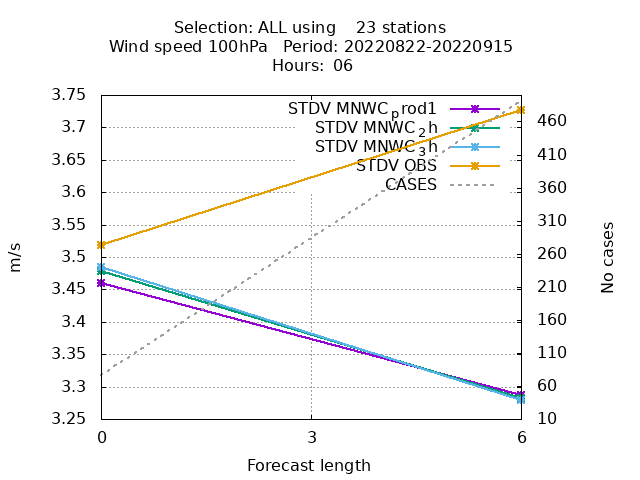 Selection: ALL using    23 stations
Wind speed 100hPa   Period: 20220822-20220915
Hours:  06
STDV MNWCprod1
STDV MNWC2h
STDV MNWC3h
STDV OBS
CASES
3.75
3.7
3.65
3.6
3.55
3.5
3.45
3.4
3.35
3.3
3.25
460
410
360
310
260
210
160
110
60
10
m/s
No cases
0 3 6
Forecast length